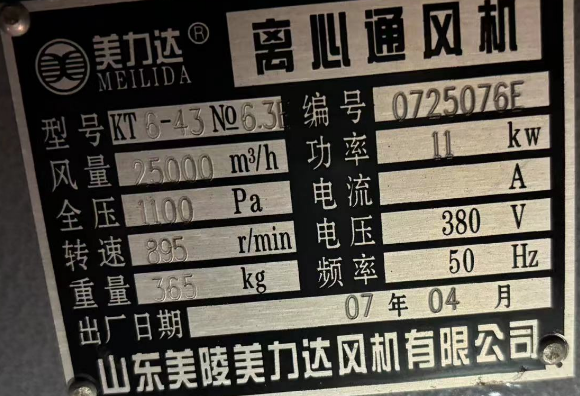 美力达® 离心通风机
MEILIDA
型号 KT 6-43 № 6.3E 编号 0725076E
风量 25000 m³/h 功率 11 kw
全压 1100 Pa 电流 A
转速 895 r/min 电压 380 V
重量 365 kg 频率 50 Hz
出厂日期 07 年 04 月
山东美陵美力达风机有限公司